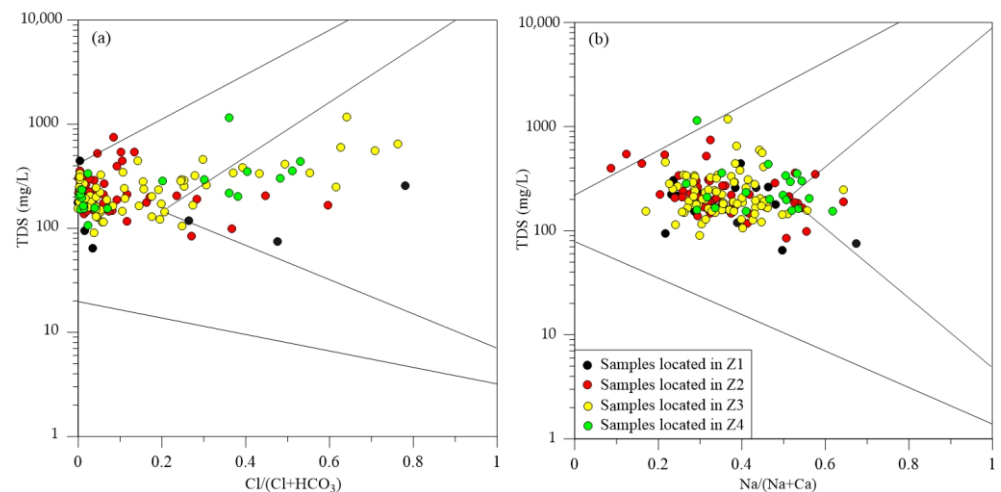 (a)
10,000
1000
100
10
1
TDS (mg/L)
0
0.2
0.4
0.6
0.8
1
Cl/(Cl+HCO3)
(b)
10,000
1000
100
10
1
TDS (mg/L)
0
0.2
0.4
0.6
0.8
1
Na/(Na+Ca)
Samples located in Z1
Samples located in Z2
Samples located in Z3
Samples located in Z4